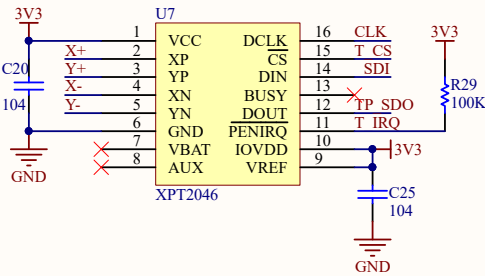 U7
3V3
1 VCC DCLK 16 CLK
X+ 2 XP CS 15 T_CS 3V3
Y+ 3 YP DIN 14 SDI
C20 X- 4 XN BUSY 13 R29
104 Y- 5 YN DOUT 12 TP_SDO 100K
6 GND PENIRQ 11 T_IRQ
7 VBAT IOVDD 10 3V3
GND 8 AUX VREF 9
XPT2046 C25
104
GND